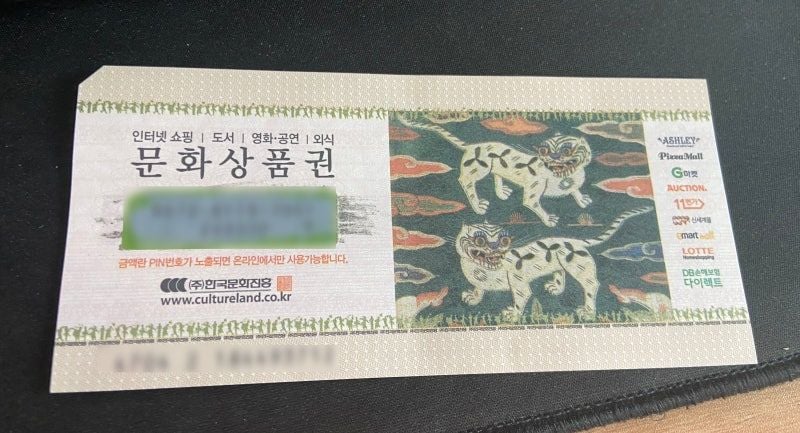 인터넷 쇼핑 | 도서 | 영화·공연 | 외식
문화상품권
금액란 PIN번호가 노출되면 온라인에서만 사용가능합니다.
(주)한국문화진흥
www.cultureland.co.kr
ASHLEY
PizzaMall
G마켓
AUCTION.
11번가
신세계몰
emart mall
LOTTE
Homeshopping
DB손해보험
다이렉트